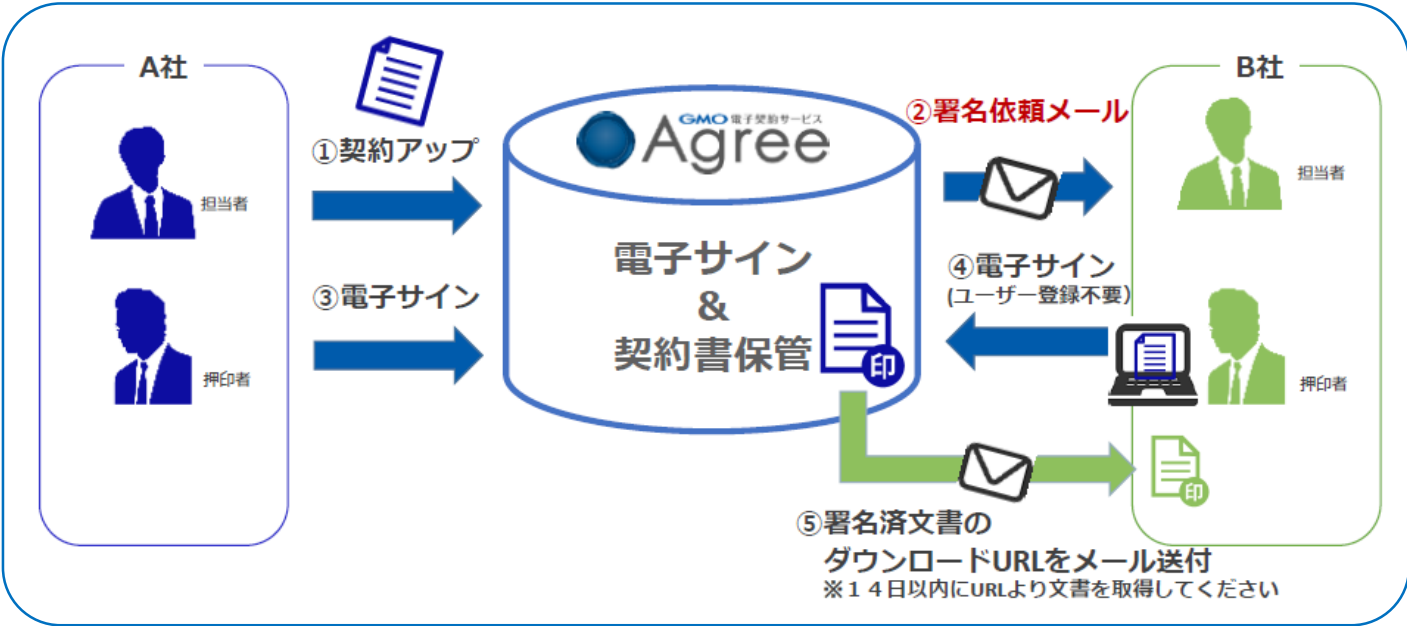 A社
担当者
押印者
①契約アップ
③電子サイン
GMO電子契約サービス
Agree
電子サイン
&
契約書保管
印
②署名依頼メール
④電子サイン
(ユーザー登録不要)
B社
担当者
押印者
印
⑤署名済文書の
ダウンロードURLをメール送付
※14日以内にURLより文書を取得してください